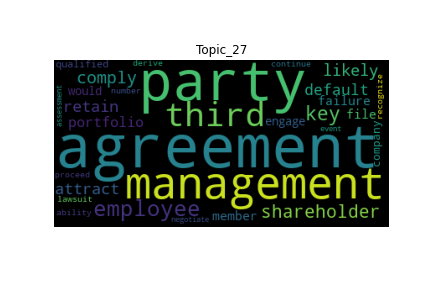 Topic_27
qualified derive continue
comply party likely
would number default
assessment retain third key file recognize
failure
portfolio engage company
agreement event
proceed management
attract
lawsuit employee shareholder
ability negotiate member